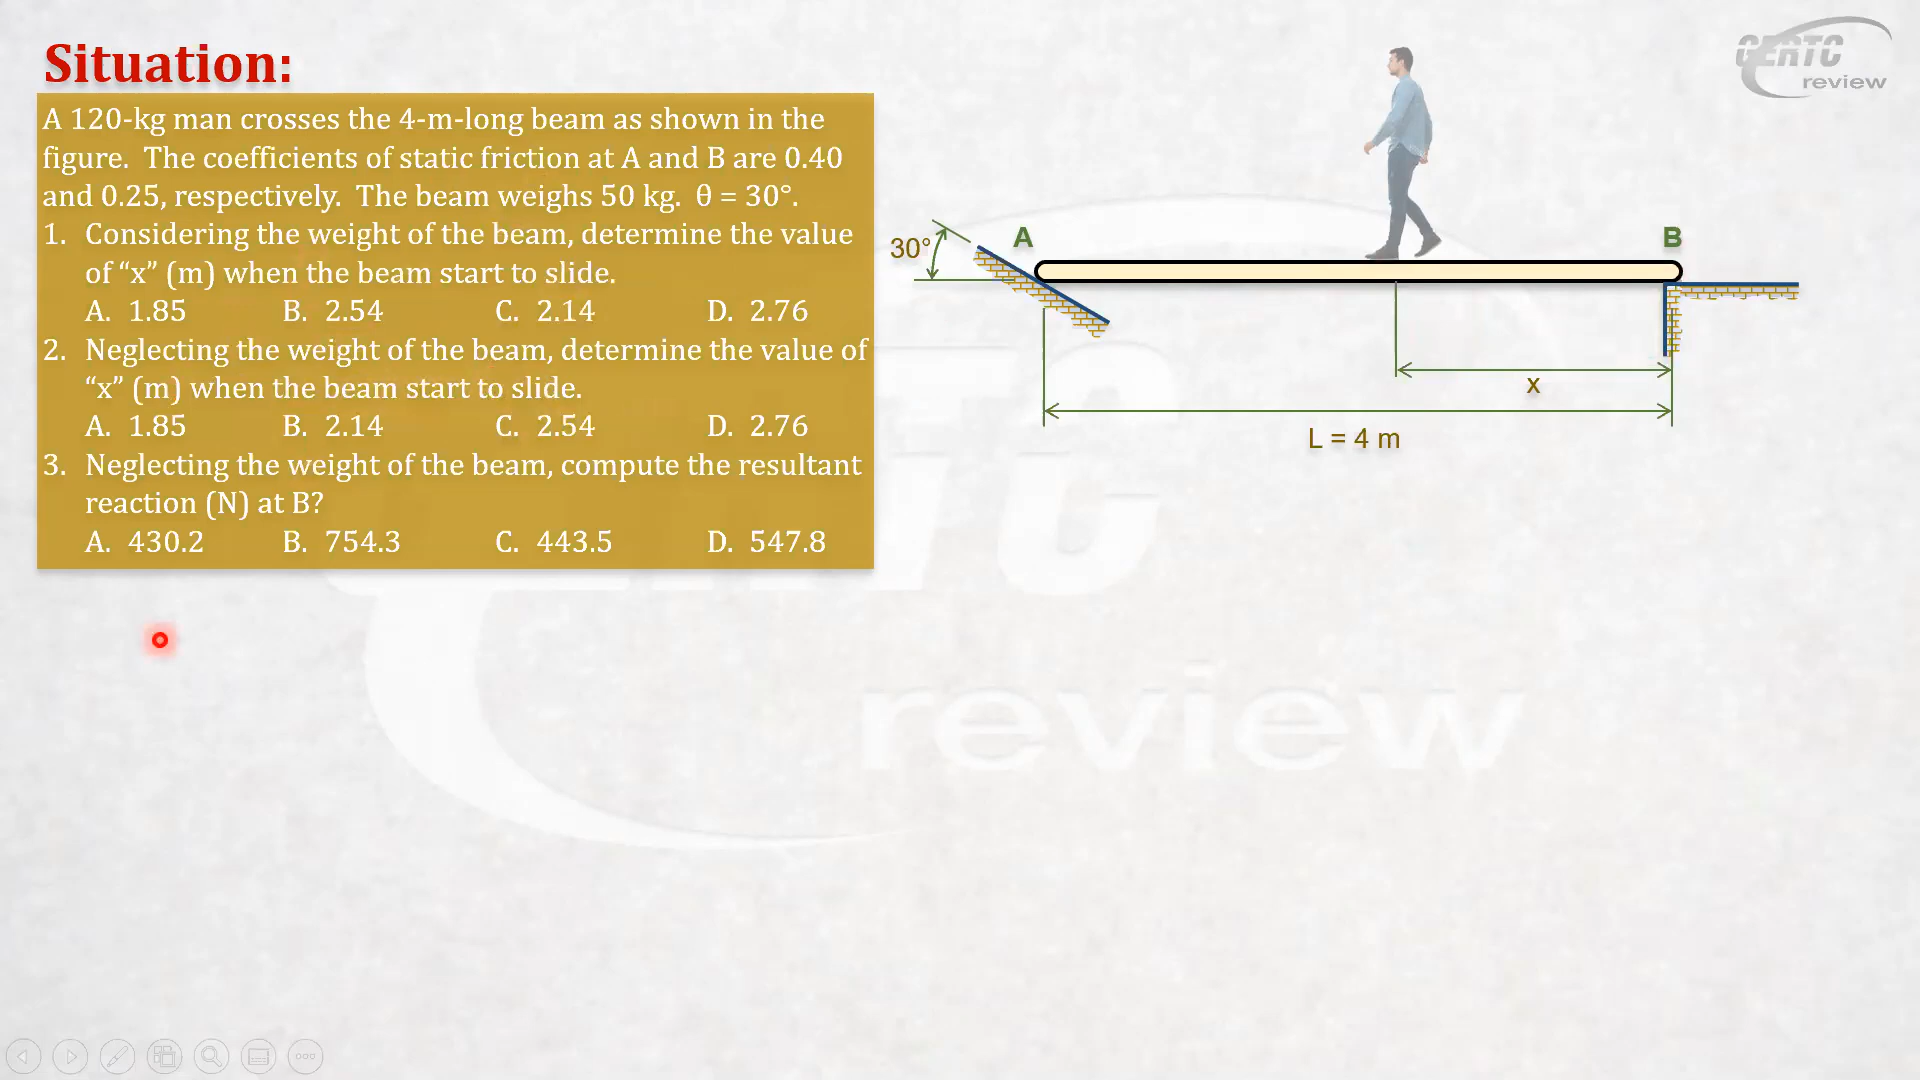 Situation:
A 120-kg man crosses the 4-m-long beam as shown in the
figure. The coefficients of static friction at A and B are 0.40
and 0.25, respectively. The beam weighs 50 kg. θ = 30°.
1. Considering the weight of the beam, determine the value
of “x” (m) when the beam start to slide.
A. 1.85 B. 2.54 C. 2.14 D. 2.76
2. Neglecting the weight of the beam, determine the value of
“x” (m) when the beam start to slide.
A. 1.85 B. 2.14 C. 2.54 D. 2.76
3. Neglecting the weight of the beam, compute the resultant
reaction (N) at B?
A. 430.2 B. 754.3 C. 443.5 D. 547.8
CERTC
review
30°
A
B
x
L = 4 m
review